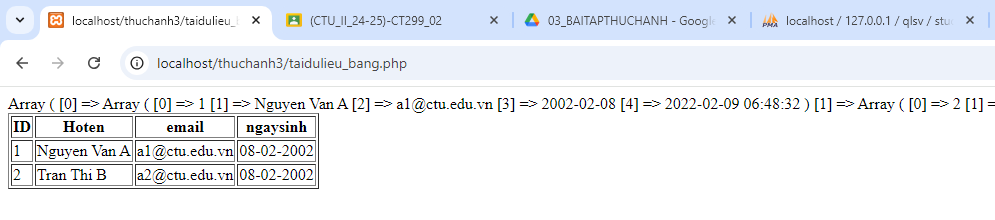 localhost/thuchanh3/taidulieu_b
(CTU_II_24-25)-CT299_02
03_BAITAPTHUCHANH - Google
PMA
localhost / 127.0.0.1 / qlsv / stu
localhost/thuchanh3/taidulieu_bang.php
Array ( [0] => Array ( [0] => 1 [1] => Nguyen Van A [2] => a1@ctu.edu.vn [3] => 2002-02-08 [4] => 2022-02-09 06:48:32 ) [1] => Array ( [0] => 2 [1] =
ID Hoten email ngaysinh
1 Nguyen Van A a1@ctu.edu.vn 08-02-2002
2 Tran Thi B a2@ctu.edu.vn 08-02-2002